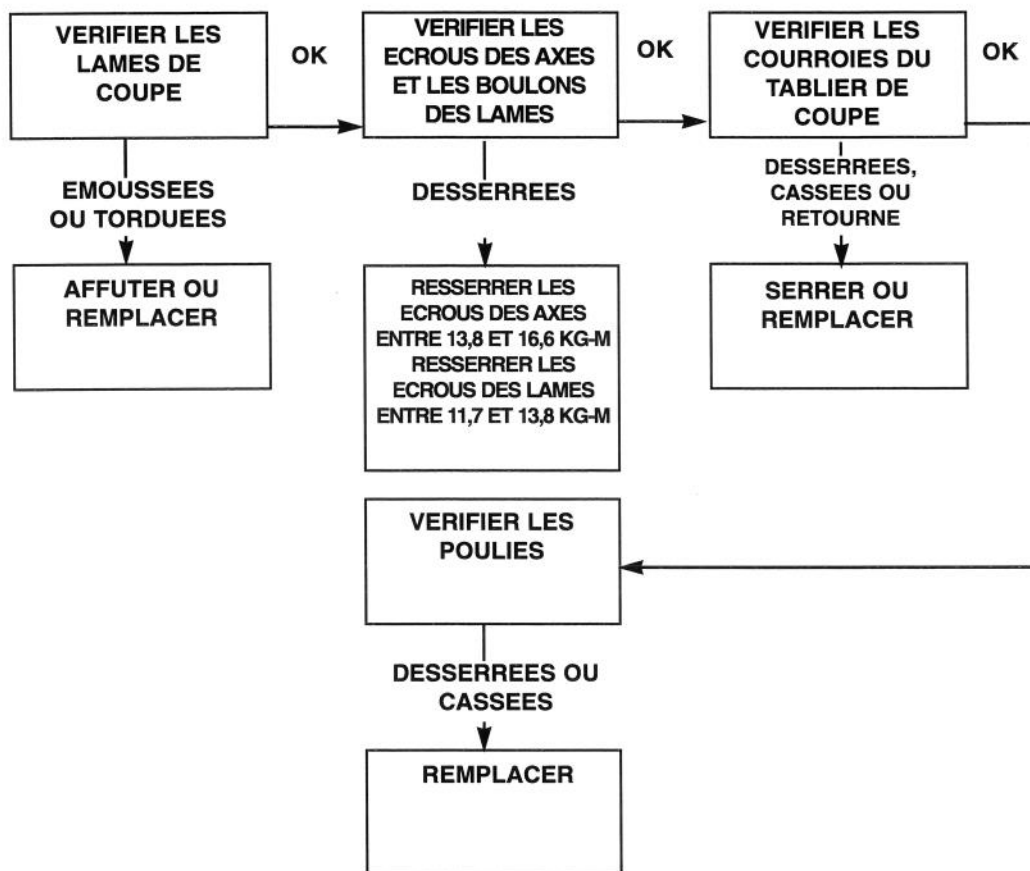 VERIFIER LES
LAMES DE
COUPE
OK
VERIFIER LES
ECROUS DES AXES
ET LES BOULONS
DES LAMES
OK
VERIFIER LES
COURROIES DU
TABLIER DE
COUPE
OK
EMOUSSEES
OU TORDUEES
DESSERREES
DESSERREES,
CASSEES OU
RETOURNE
AFFUTER OU
REMPLACER
RESSERRER LES
ECROUS DES AXES
ENTRE 13,8 ET 16,6 KG-M
RESSERRER LES
ECROUS DES LAMES
ENTRE 11,7 ET 13,8 KG-M
SERRER OU
REMPLACER
VERIFIER LES
POULIES
DESSERREES OU
CASSEES
REMPLACER